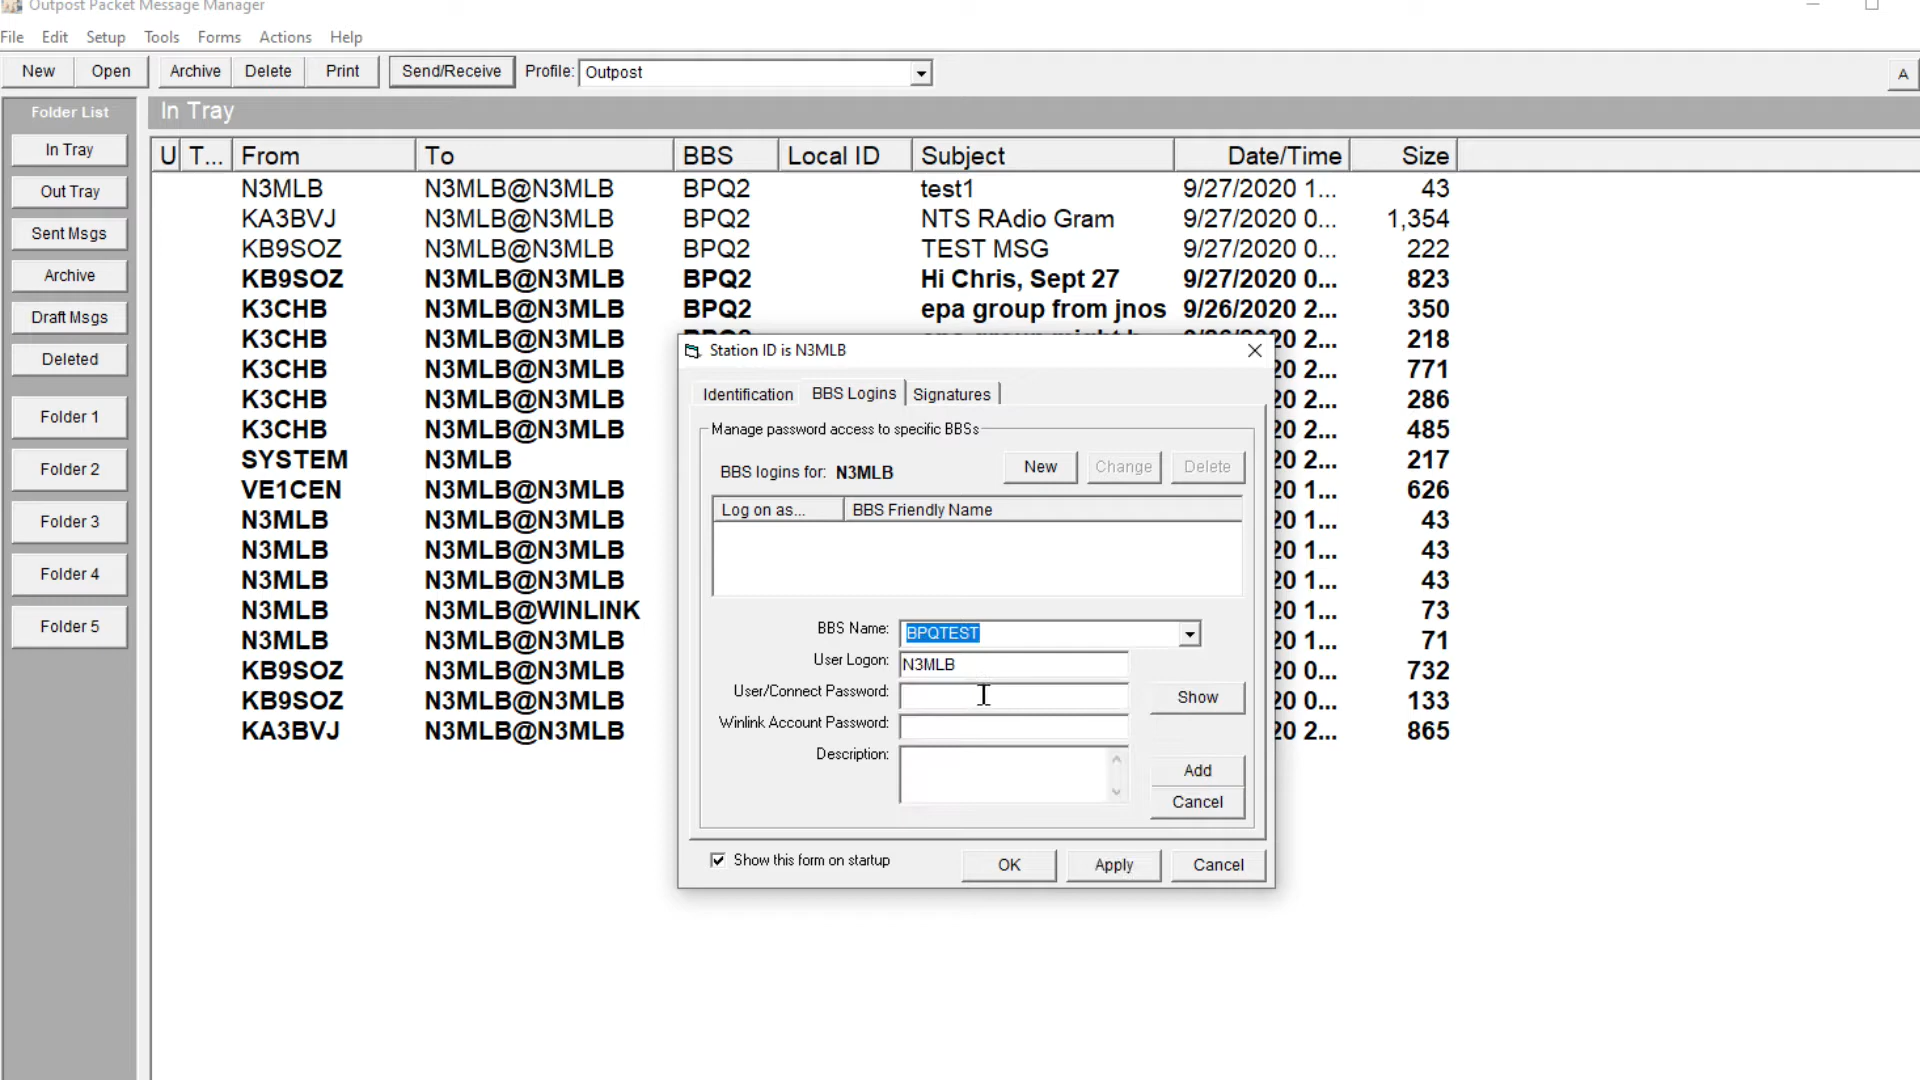 Outpost Packet Message Manager
File Edit Setup Tools Forms Actions Help
New Open Archive Delete Print Send/Receive Profile: Outpost A
Folder List In Tray
In Tray
Out Tray
Sent Msgs
Archive
Draft Msgs
Deleted
Folder 1
Folder 2
Folder 3
Folder 4
Folder 5
U T... From To BBS Local ID Subject Date/Time Size
N3MLB N3MLB@N3MLB BPQ2 test1 9/27/2020 1... 43
KA3BVJ N3MLB@N3MLB BPQ2 NTS RAdio Gram 9/27/2020 0... 1,354
KB9SOZ N3MLB@N3MLB BPQ2 TEST MSG 9/27/2020 0... 222
KB9SOZ N3MLB@N3MLB BPQ2 Hi Chris, Sept 27 9/27/2020 0... 823
K3CHB N3MLB@N3MLB BPQ2 epa group from jnos 9/26/2020 2... 350
K3CHB N3MLB@N3MLB 20 2... 218
K3CHB N3MLB@N3MLB 20 2... 771
K3CHB N3MLB@N3MLB 20 2... 286
K3CHB N3MLB@N3MLB 20 2... 485
SYSTEM N3MLB 20 2... 217
VE1CEN N3MLB@N3MLB 20 1... 626
N3MLB N3MLB@N3MLB 20 1... 43
N3MLB N3MLB@N3MLB 20 1... 43
N3MLB N3MLB@N3MLB 20 1... 43
N3MLB N3MLB@WINLINK 20 1... 73
N3MLB N3MLB@N3MLB 20 1... 71
KB9SOZ N3MLB@N3MLB 20 0... 732
KB9SOZ N3MLB@N3MLB 20 0... 133
KA3BVJ N3MLB@N3MLB 20 2... 865
Station ID is N3MLB
Identification BBS Logins Signatures
Manage password access to specific BBSs
BBS logins for: N3MLB New Change Delete
Log on as... BBS Friendly Name
BBS Name: BPQTEST
User Logon: N3MLB
User/Connect Password: Show
Winlink Account Password:
Description:
Add
Cancel
Show this form on startup OK Apply Cancel